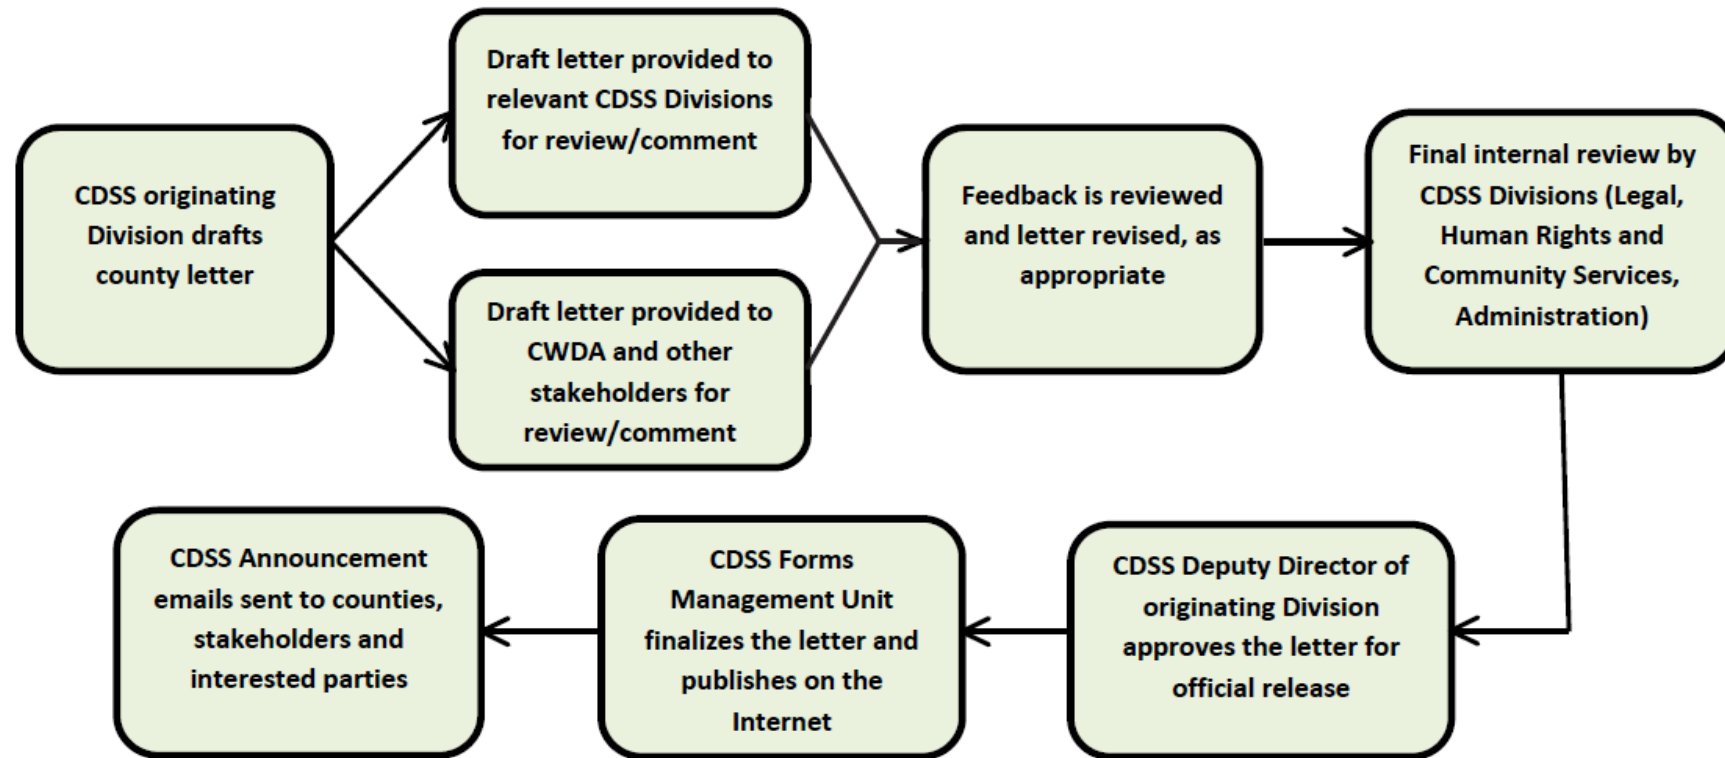 CDSS originating
Division drafts
county letter
Draft letter provided to
relevant CDSS Divisions
for review/comment
Draft letter provided to
CWDA and other
stakeholders for
review/comment
Feedback is reviewed
and letter revised, as
appropriate
Final internal review by
CDSS Divisions (Legal,
Human Rights and
Community Services,
Administration)
CDSS Deputy Director of
originating Division
approves the letter for
official release
CDSS Forms
Management Unit
finalizes the letter and
publishes on the
Internet
CDSS Announcement
emails sent to counties,
stakeholders and
interested parties